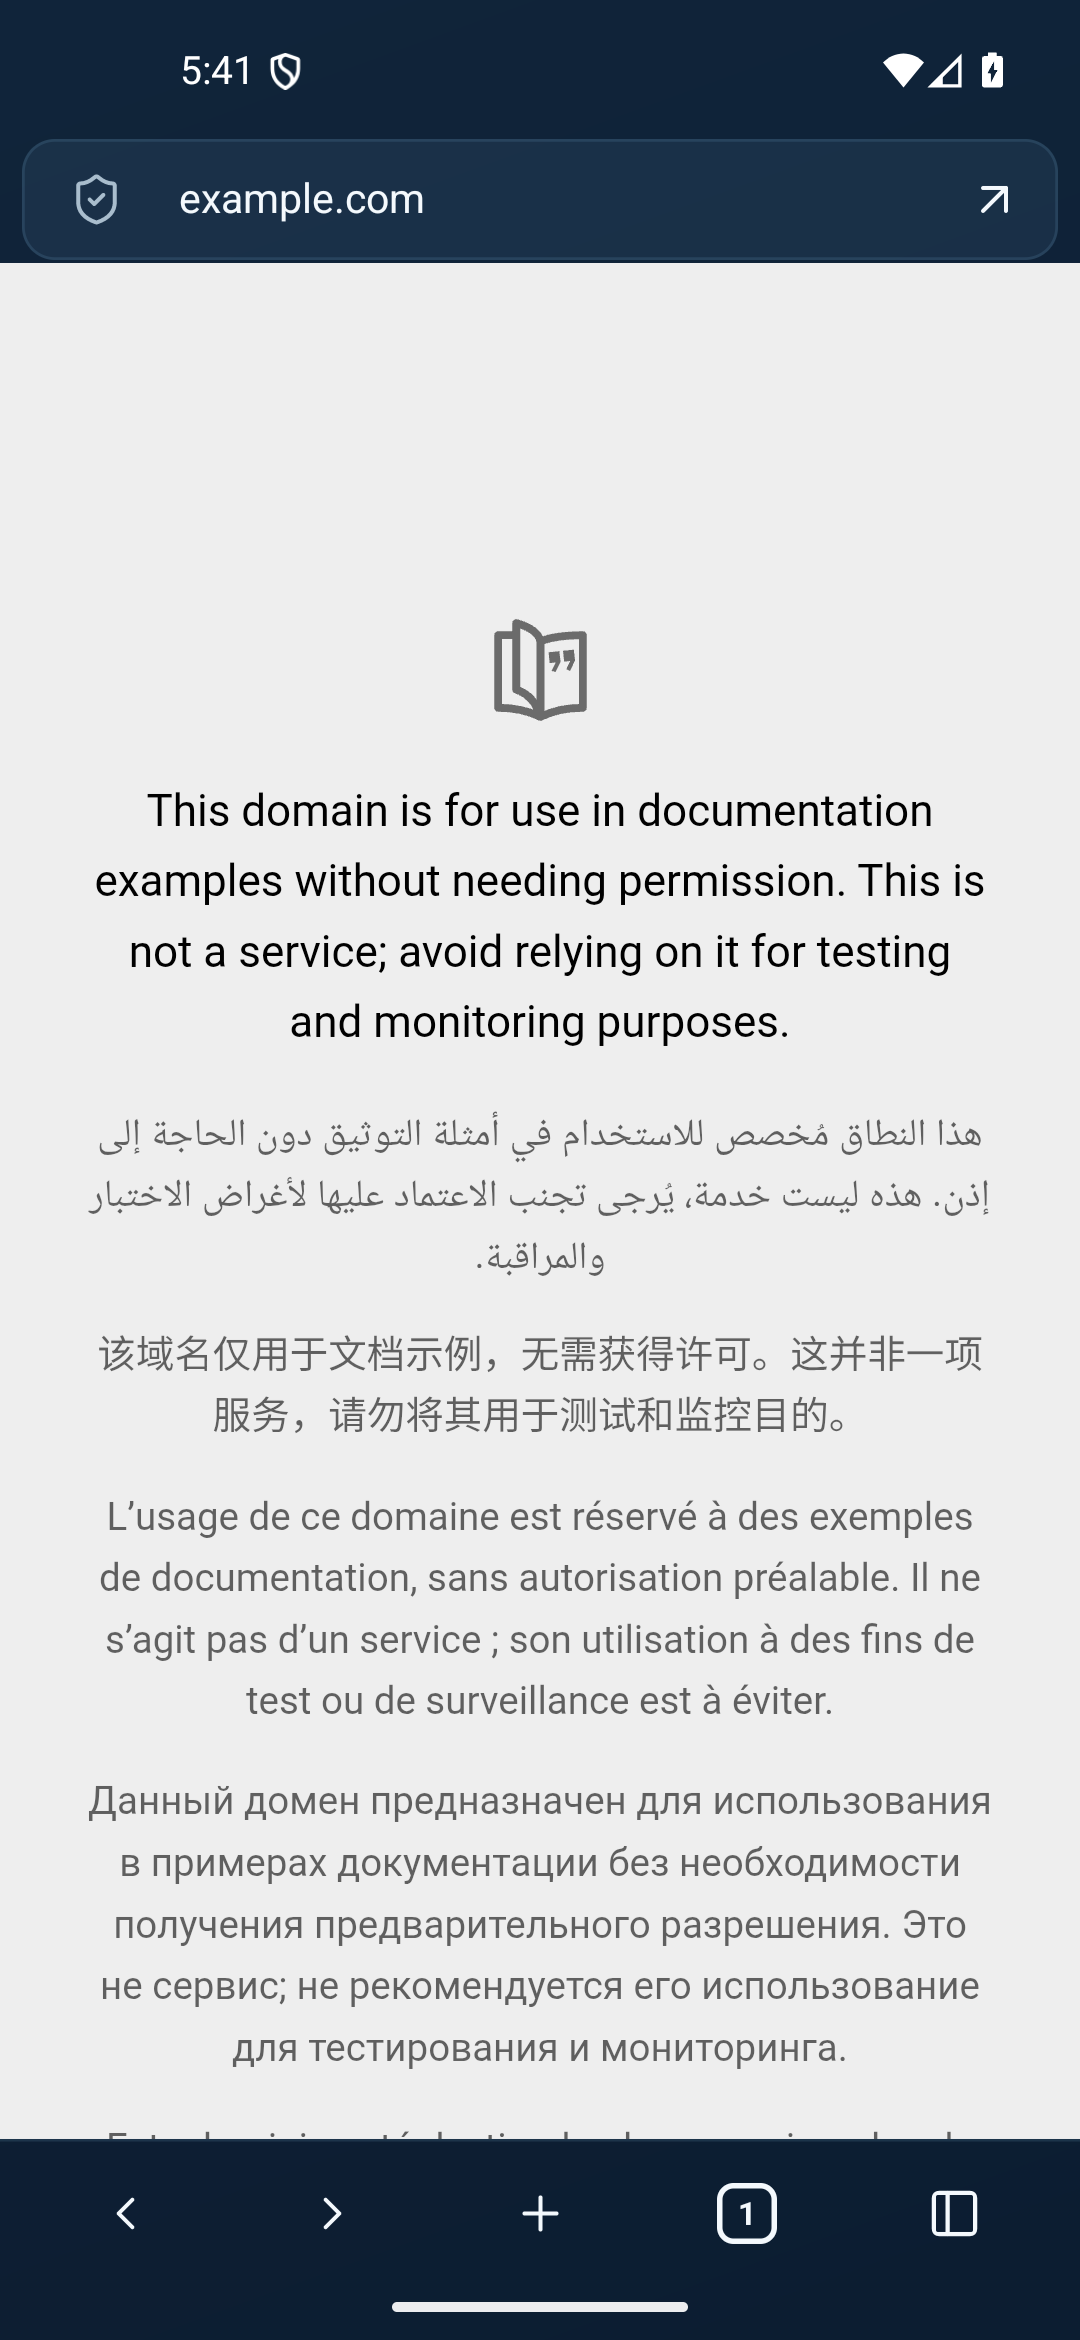 5:41
example.com
This domain is for use in documentation
examples without needing permission. This is
not a service; avoid relying on it for testing
and monitoring purposes.
هذا النطاق مُخصص للاستخدام في أمثلة التوثيق دون الحاجة إلى
إذن. هذه ليست خدمة، يُرجى تجنب الاعتماد عليها لأغراض الاختبار
والمراقبة.
该域名仅用于文档示例，无需获得许可。这并非一项
服务，请勿将其用于测试和监控目的。
L’usage de ce domaine est réservé à des exemples
de documentation, sans autorisation préalable. Il ne
s’agit pas d’un service ; son utilisation à des fins de
test ou de surveillance est à éviter.
Данный домен предназначен для использования
в примерах документации без необходимости
получения предварительного разрешения. Это
не сервис; не рекомендуется его использование
для тестирования и мониторинга.
1